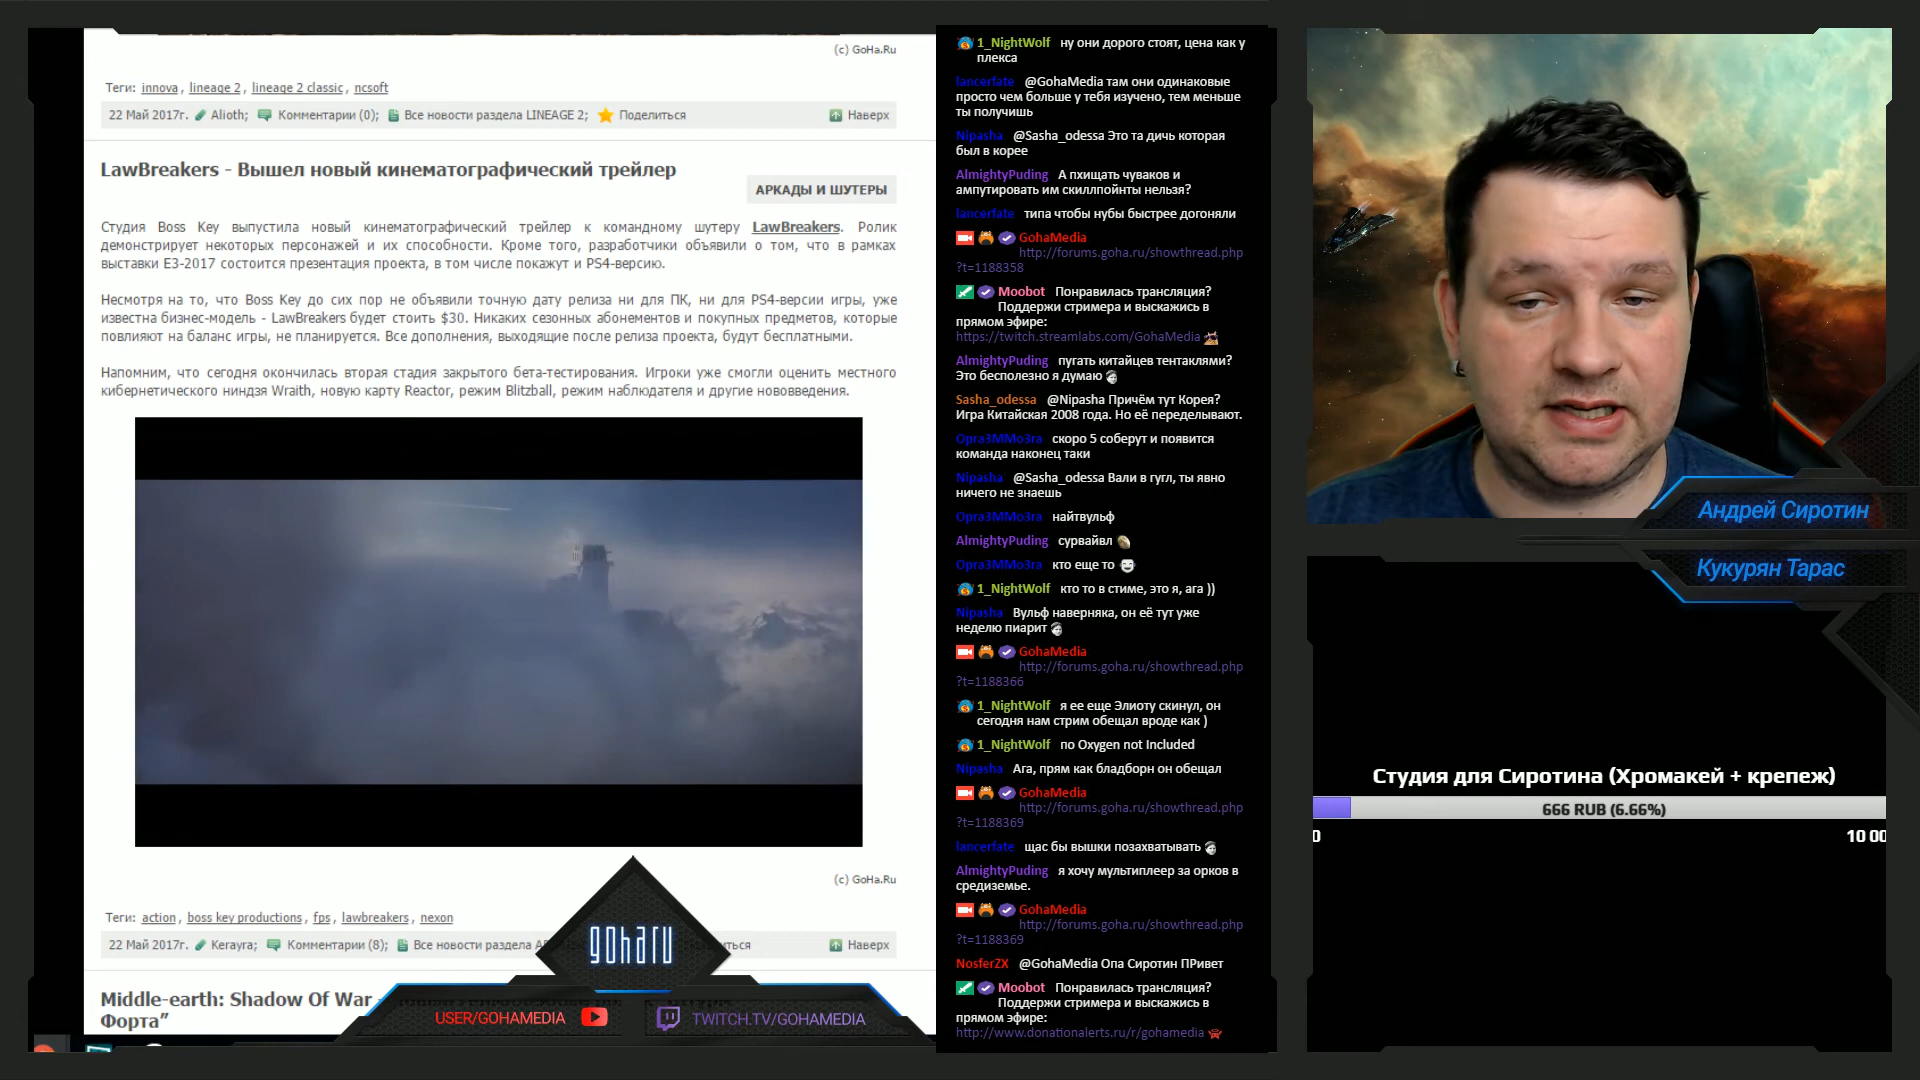 (c) GoHa.Ru
Теги: innova, lineage 2, lineage 2 classic, ncsoft
22 Май 2017г. Alioth; Комментарии (0); Все новости раздела LINEAGE 2; Поделиться Наверх
LawBreakers - Вышел новый кинематографический трейлер
АРКАДЫ И ШУТЕРЫ
Студия Boss Key выпустила новый кинематографический трейлер к командному шутеру LawBreakers. Ролик
демонстрирует некоторых персонажей и их способности. Кроме того, разработчики объявили о том, что в рамках
выставки E3-2017 состоится презентация проекта, в том числе покажут и PS4-версию.
Несмотря на то, что Boss Key до сих пор не объявили точную дату релиза ни для ПК, ни для PS4-версии игры, уже
известна бизнес-модель - LawBreakers будет стоить $30. Никаких сезонных абонементов и покупных предметов, которые
повлияют на баланс игры, не планируется. Все дополнения, выходящие после релиза проекта, будут бесплатными.
Напомним, что сегодня окончилась вторая стадия закрытого бета-тестирования. Игроки уже смогли оценить местного
кибернетического ниндзя Wraith, новую карту Reactor, режим Blitzball, режим наблюдателя и другие нововведения.
(c) GoHa.Ru
Теги: action, boss key productions, fps, lawbreakers, nexon
22 Май 2017г. Kerayra; Комментарии (8); Все новости раздела Наверх
Middle-earth: Shadow Of War -
Форта”
goharu
USER/GOHAMEDIA
TWITCH.TV/GOHAMEDIA
1_NightWolf ну они дорого стоят, цена как у
плекса
lancerfate @GohaMedia там они одинаковые
просто чем больше у тебя изучено, тем меньше
ты получишь
Nipasha @Sasha_odessa Это та дичь которая
был в корее
AlmightyPuding А пхищать чуваков и
ампутировать им скиллпойнты нельзя?
lancerfate типа чтобы нубы быстрее догоняли
GohaMedia
http://forums.goha.ru/showthread.php
?t=1188358
Moobot Понравилась трансляция?
Поддержи стримера и выскажись в
прямом эфире:
https://twitch.streamlabs.com/GohaMedia
AlmightyPuding пугать китайцев тентаклями?
Это бесполезно я думаю
Sasha_odessa @Nipasha Причём тут Корея?
Игра Китайская 2008 года. Но её переделывают.
Opra3MMo3ra скоро 5 соберут и появится
команда наконец таки
Nipasha @Sasha_odessa Вали в гугл, ты явно
ничего не знаешь
Opra3MMo3ra найтвульф
AlmightyPuding сурвайвл
Opra3MMo3ra кто еще то
1_NightWolf кто то в стиме, это я, ага ))
Nipasha Вульф наверняка, он её тут уже
неделю пиарит
GohaMedia
http://forums.goha.ru/showthread.php
?t=1188366
1_NightWolf я ее еще Элиоту скинул, он
сегодня нам стрим обещал вроде как )
1_NightWolf по Oxygen not Included
Nipasha Ага, прям как бладборн он обещал
GohaMedia
http://forums.goha.ru/showthread.php
?t=1188369
lancerfate щас бы вышки позахватывать
AlmightyPuding я хочу мультиплеер за орков в
средиземье.
GohaMedia
http://forums.goha.ru/showthread.php
?t=1188369
NosferZX @GohaMedia Опа Сиротин ПРивет
Moobot Понравилась трансляция?
Поддержи стримера и выскажись в
прямом эфире:
http://www.donationalerts.ru/r/gohamedia
Андрей Сиротин
Кукурян Тарас
Студия для Сиротина (Хромакей + крепеж)
666 RUB (6.66%)
0 10 00